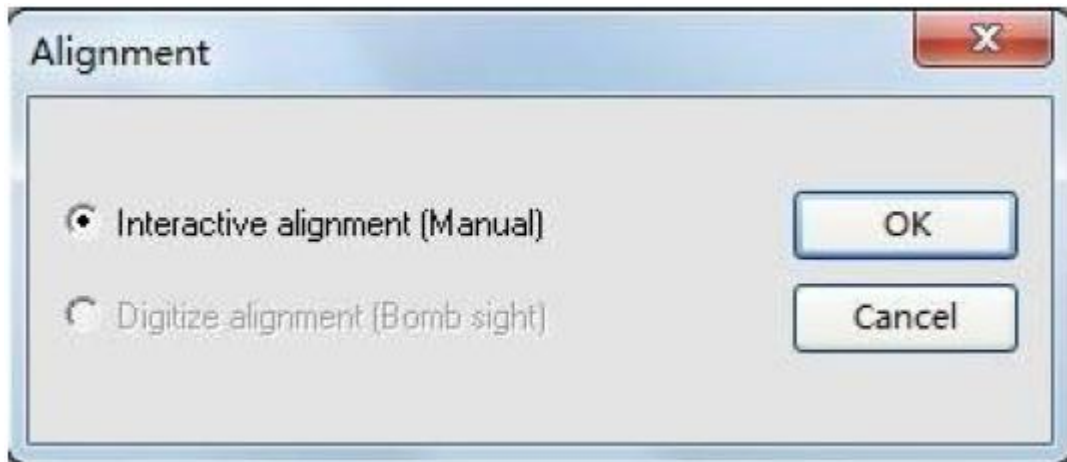 Alignment
Interactive alignment (Manual)
OK
Digitize alignment (Bomb sight)
Cancel